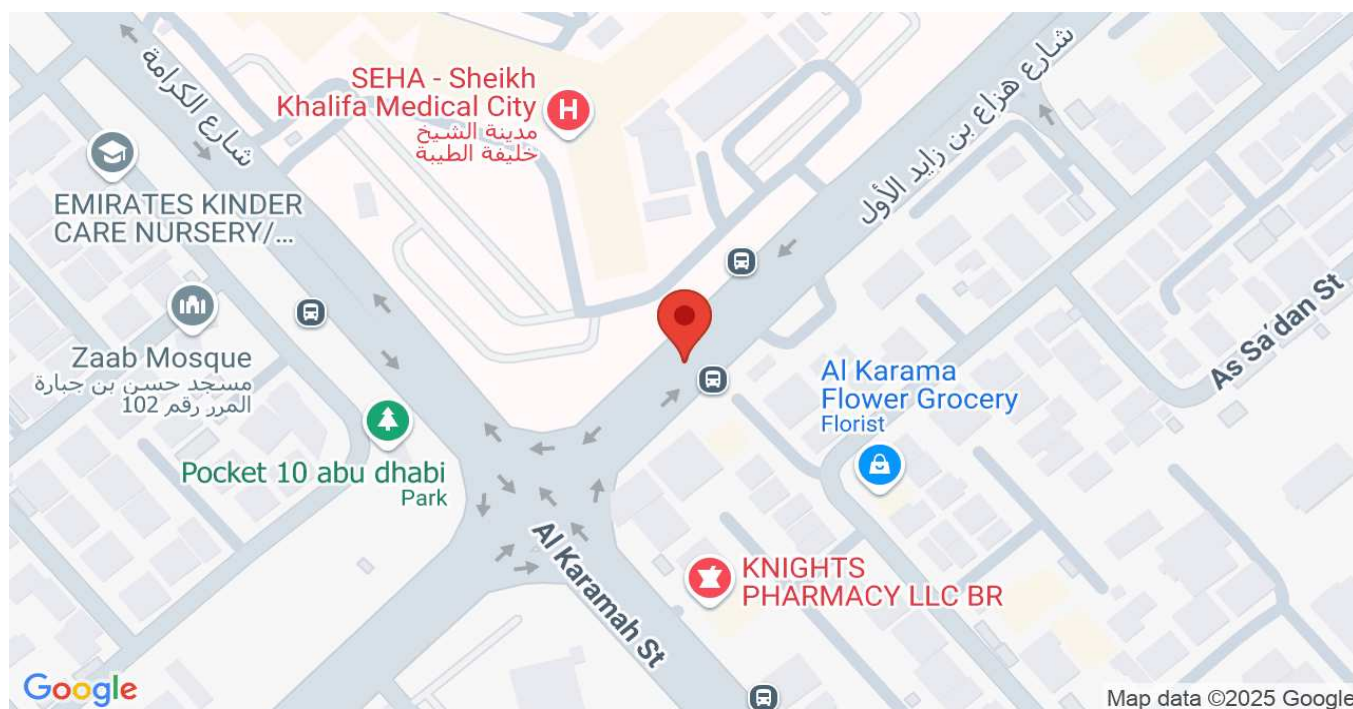 شارع الكرامة
SEHA - Sheikh
Khalifa Medical City
مدينة الشيخ
خليفة الطيبة
H
شارع هزاع بن زايد الأول
EMIRATES KINDER
CARE NURSERY/...
Zaab Mosque
مسجد حسن بن جبارة
المرر رقم 102
Pocket 10 abu dhabi
Park
Al Karama
Flower Grocery
Florist
As Sa'dan St
Al Karamah St
KNIGHTS
PHARMACY LLC BR
Google
Map data ©2025 Google